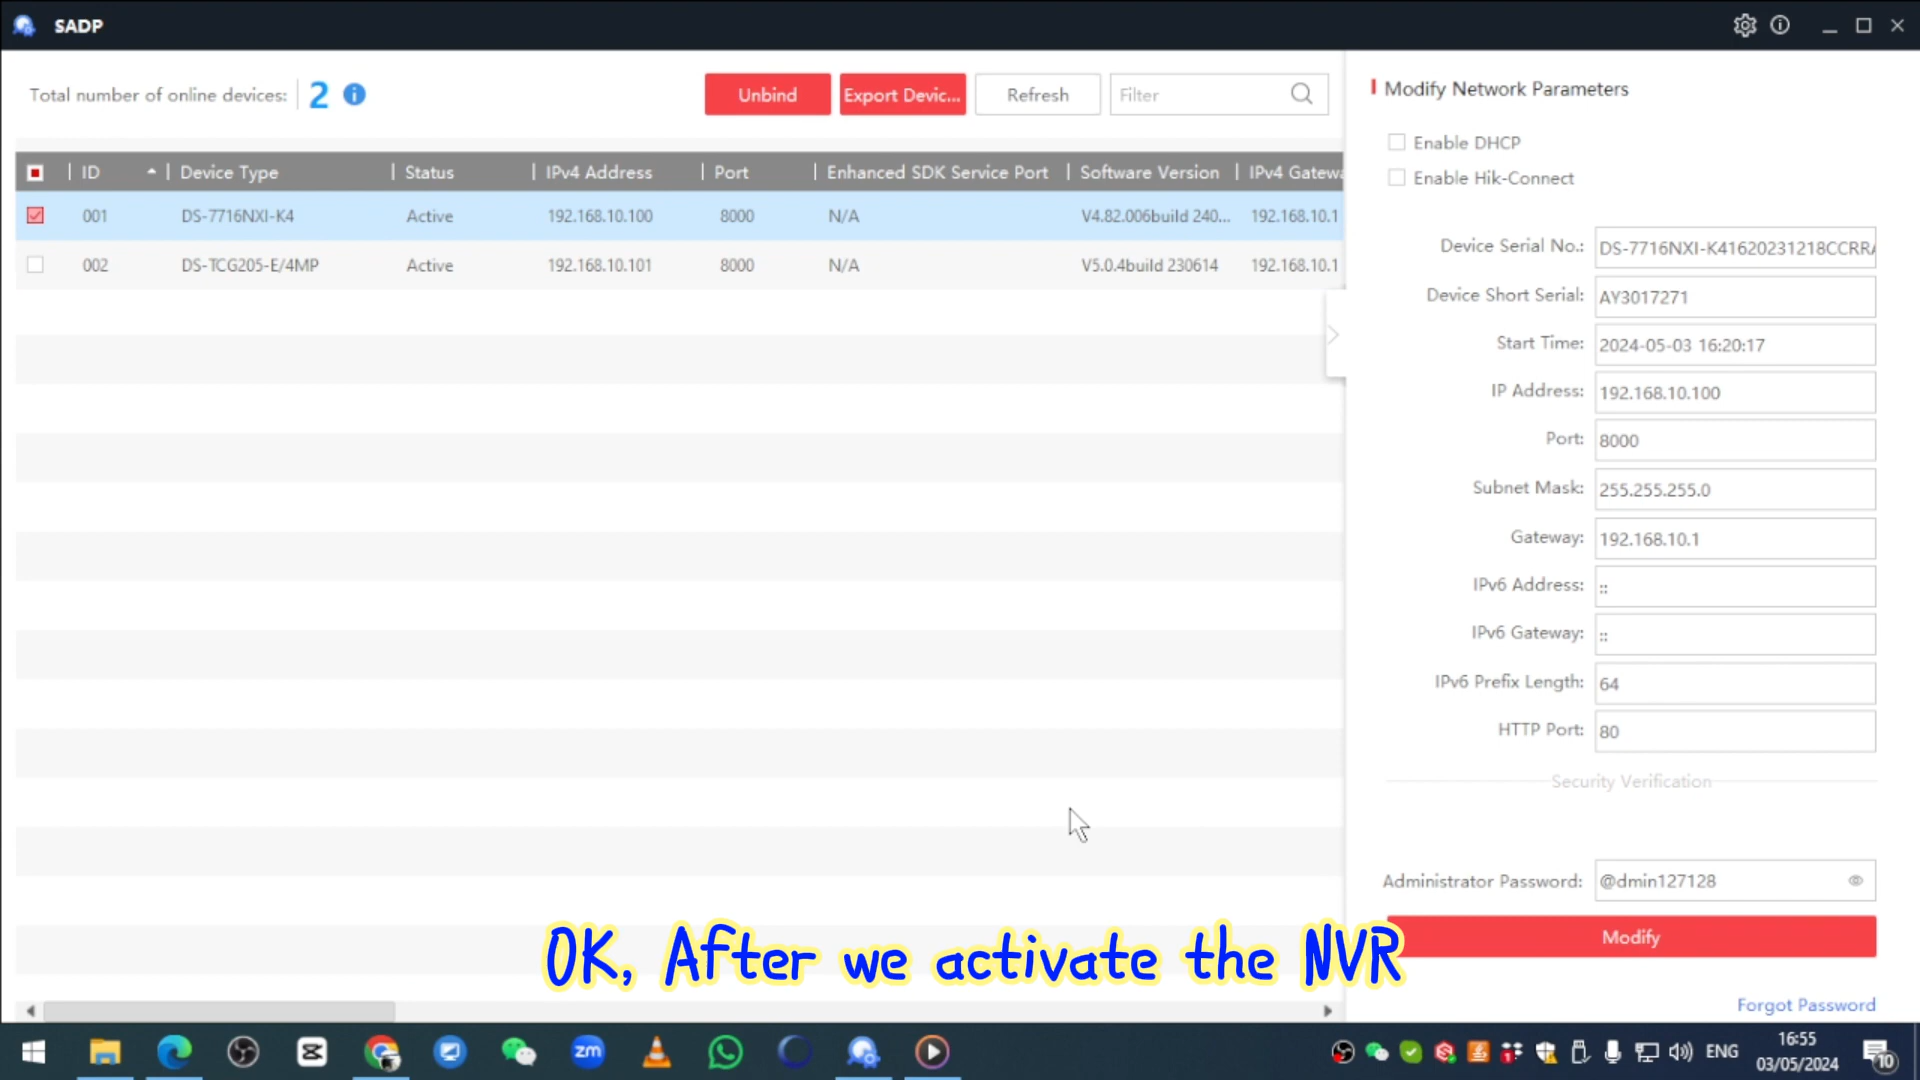 SADP
Total number of online devices: 2
Unbind
Export Devic...
Refresh
Filter
ID
Device Type
Status
IPv4 Address
Port
Enhanced SDK Service Port
Software Version
IPv4 Gatewa
001 DS-7716NXI-K4 Active 192.168.10.100 8000 N/A V4.82.006build 240... 192.168.10.1
002 DS-TCG205-E/4MP Active 192.168.10.101 8000 N/A V5.0.4build 230614 192.168.10.1
Modify Network Parameters
Enable DHCP
Enable Hik-Connect
Device Serial No.: DS-7716NXI-K41620231218CCRRA
Device Short Serial: AY3017271
Start Time: 2024-05-03 16:20:17
IP Address: 192.168.10.100
Port: 8000
Subnet Mask: 255.255.255.0
Gateway: 192.168.10.1
IPv6 Address: ::
IPv6 Gateway: ::
IPv6 Prefix Length: 64
HTTP Port: 80
Security Verification
Administrator Password: @dmin127128
Modify
Forgot Password
OK, After we activate the NVR
zm
ENG
16:55
03/05/2024
10